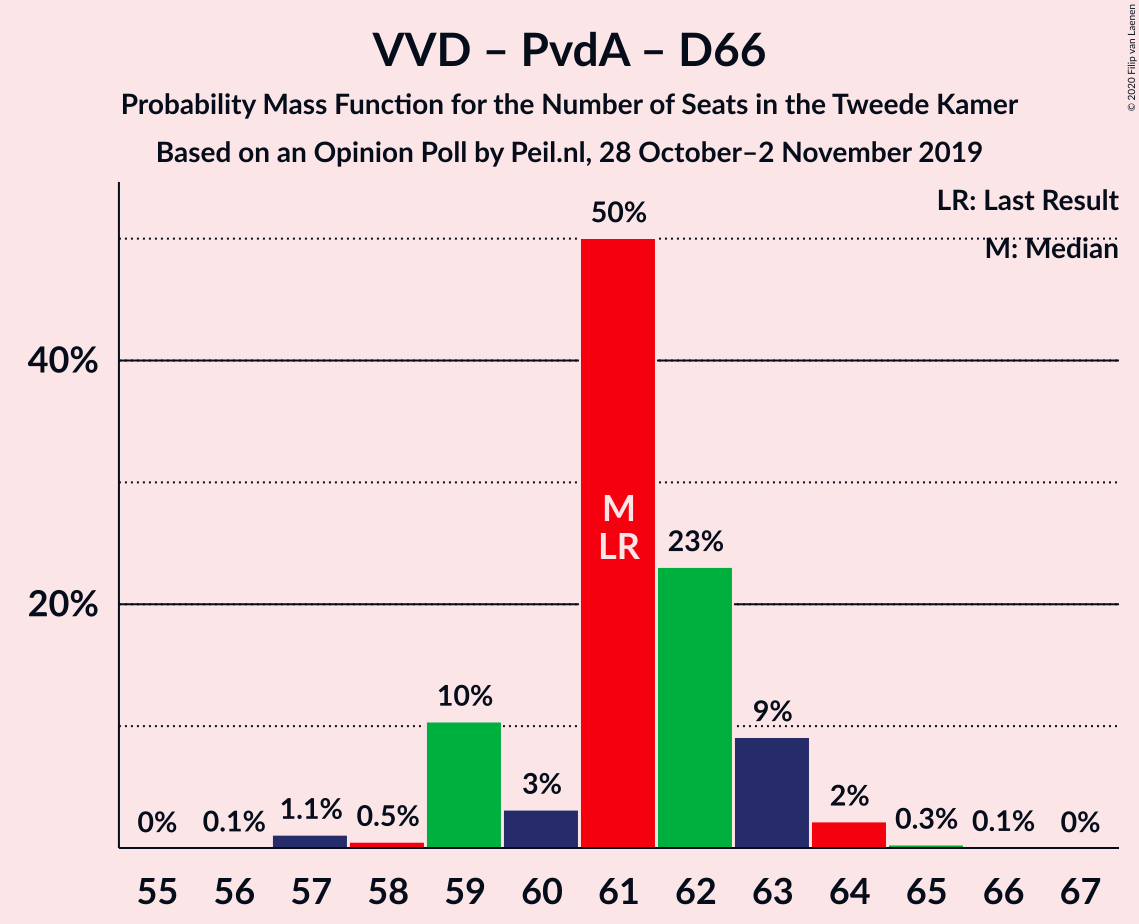 VVD – PvdA – D66
Probability Mass Function for the Number of Seats in the Tweede Kamer
Based on an Opinion Poll by Peil.nl, 28 October–2 November 2019
© 2020 Filip van Laenen
LR: Last Result
M: Median
40%
20%
0%
0.1%
1.1%
0.5%
10%
3%
50%
M
LR
23%
9%
2%
0.3%
0.1%
0%
55 56 57 58 59 60 61 62 63 64 65 66 67